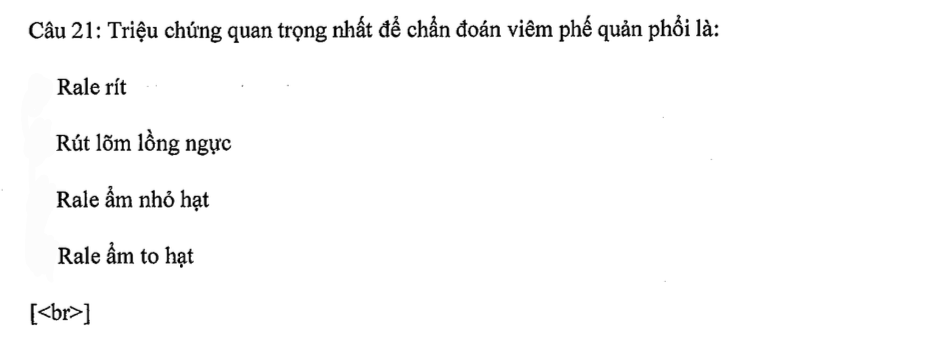 Câu 21: Triệu chứng quan trọng nhất để chẩn đoán viêm phế quản phổi là:
Rale rít
Rút lõm lồng ngực
Rale ẩm nhỏ hạt
Rale ẩm to hạt
[<br>]